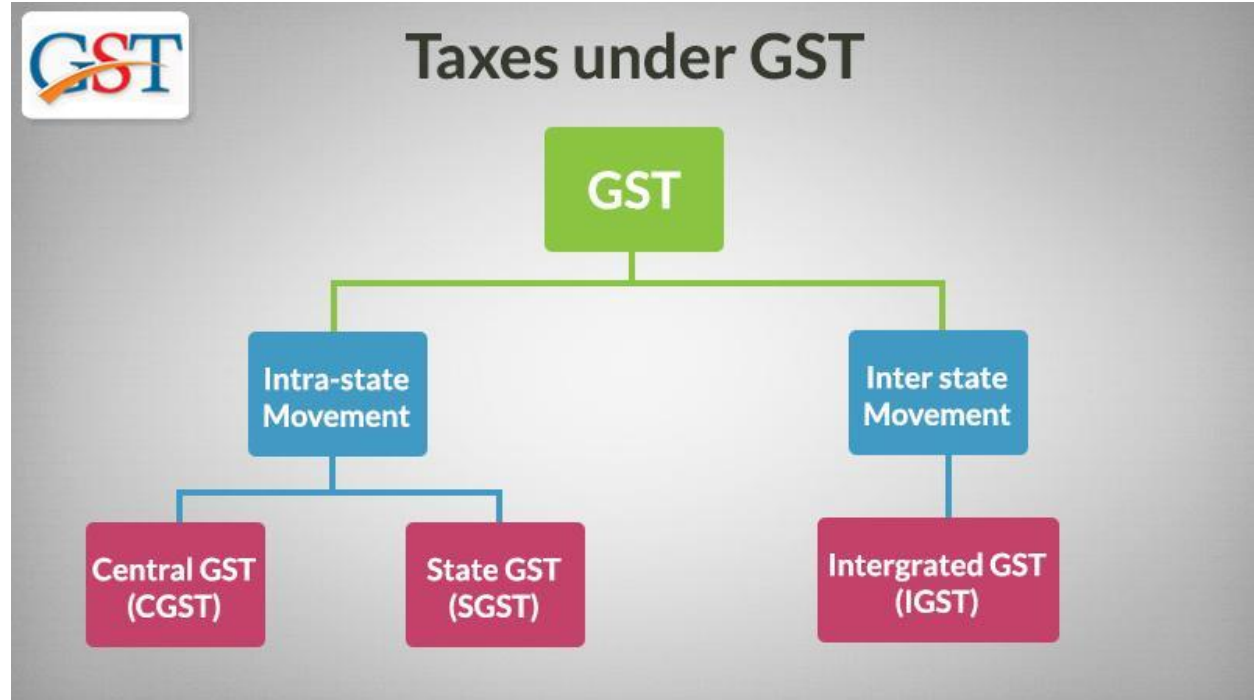 GST
Taxes under GST
GST
Intra-state
Movement
Inter state
Movement
Central GST
(CGST)
State GST
(SGST)
Intergrated GST
(IGST)